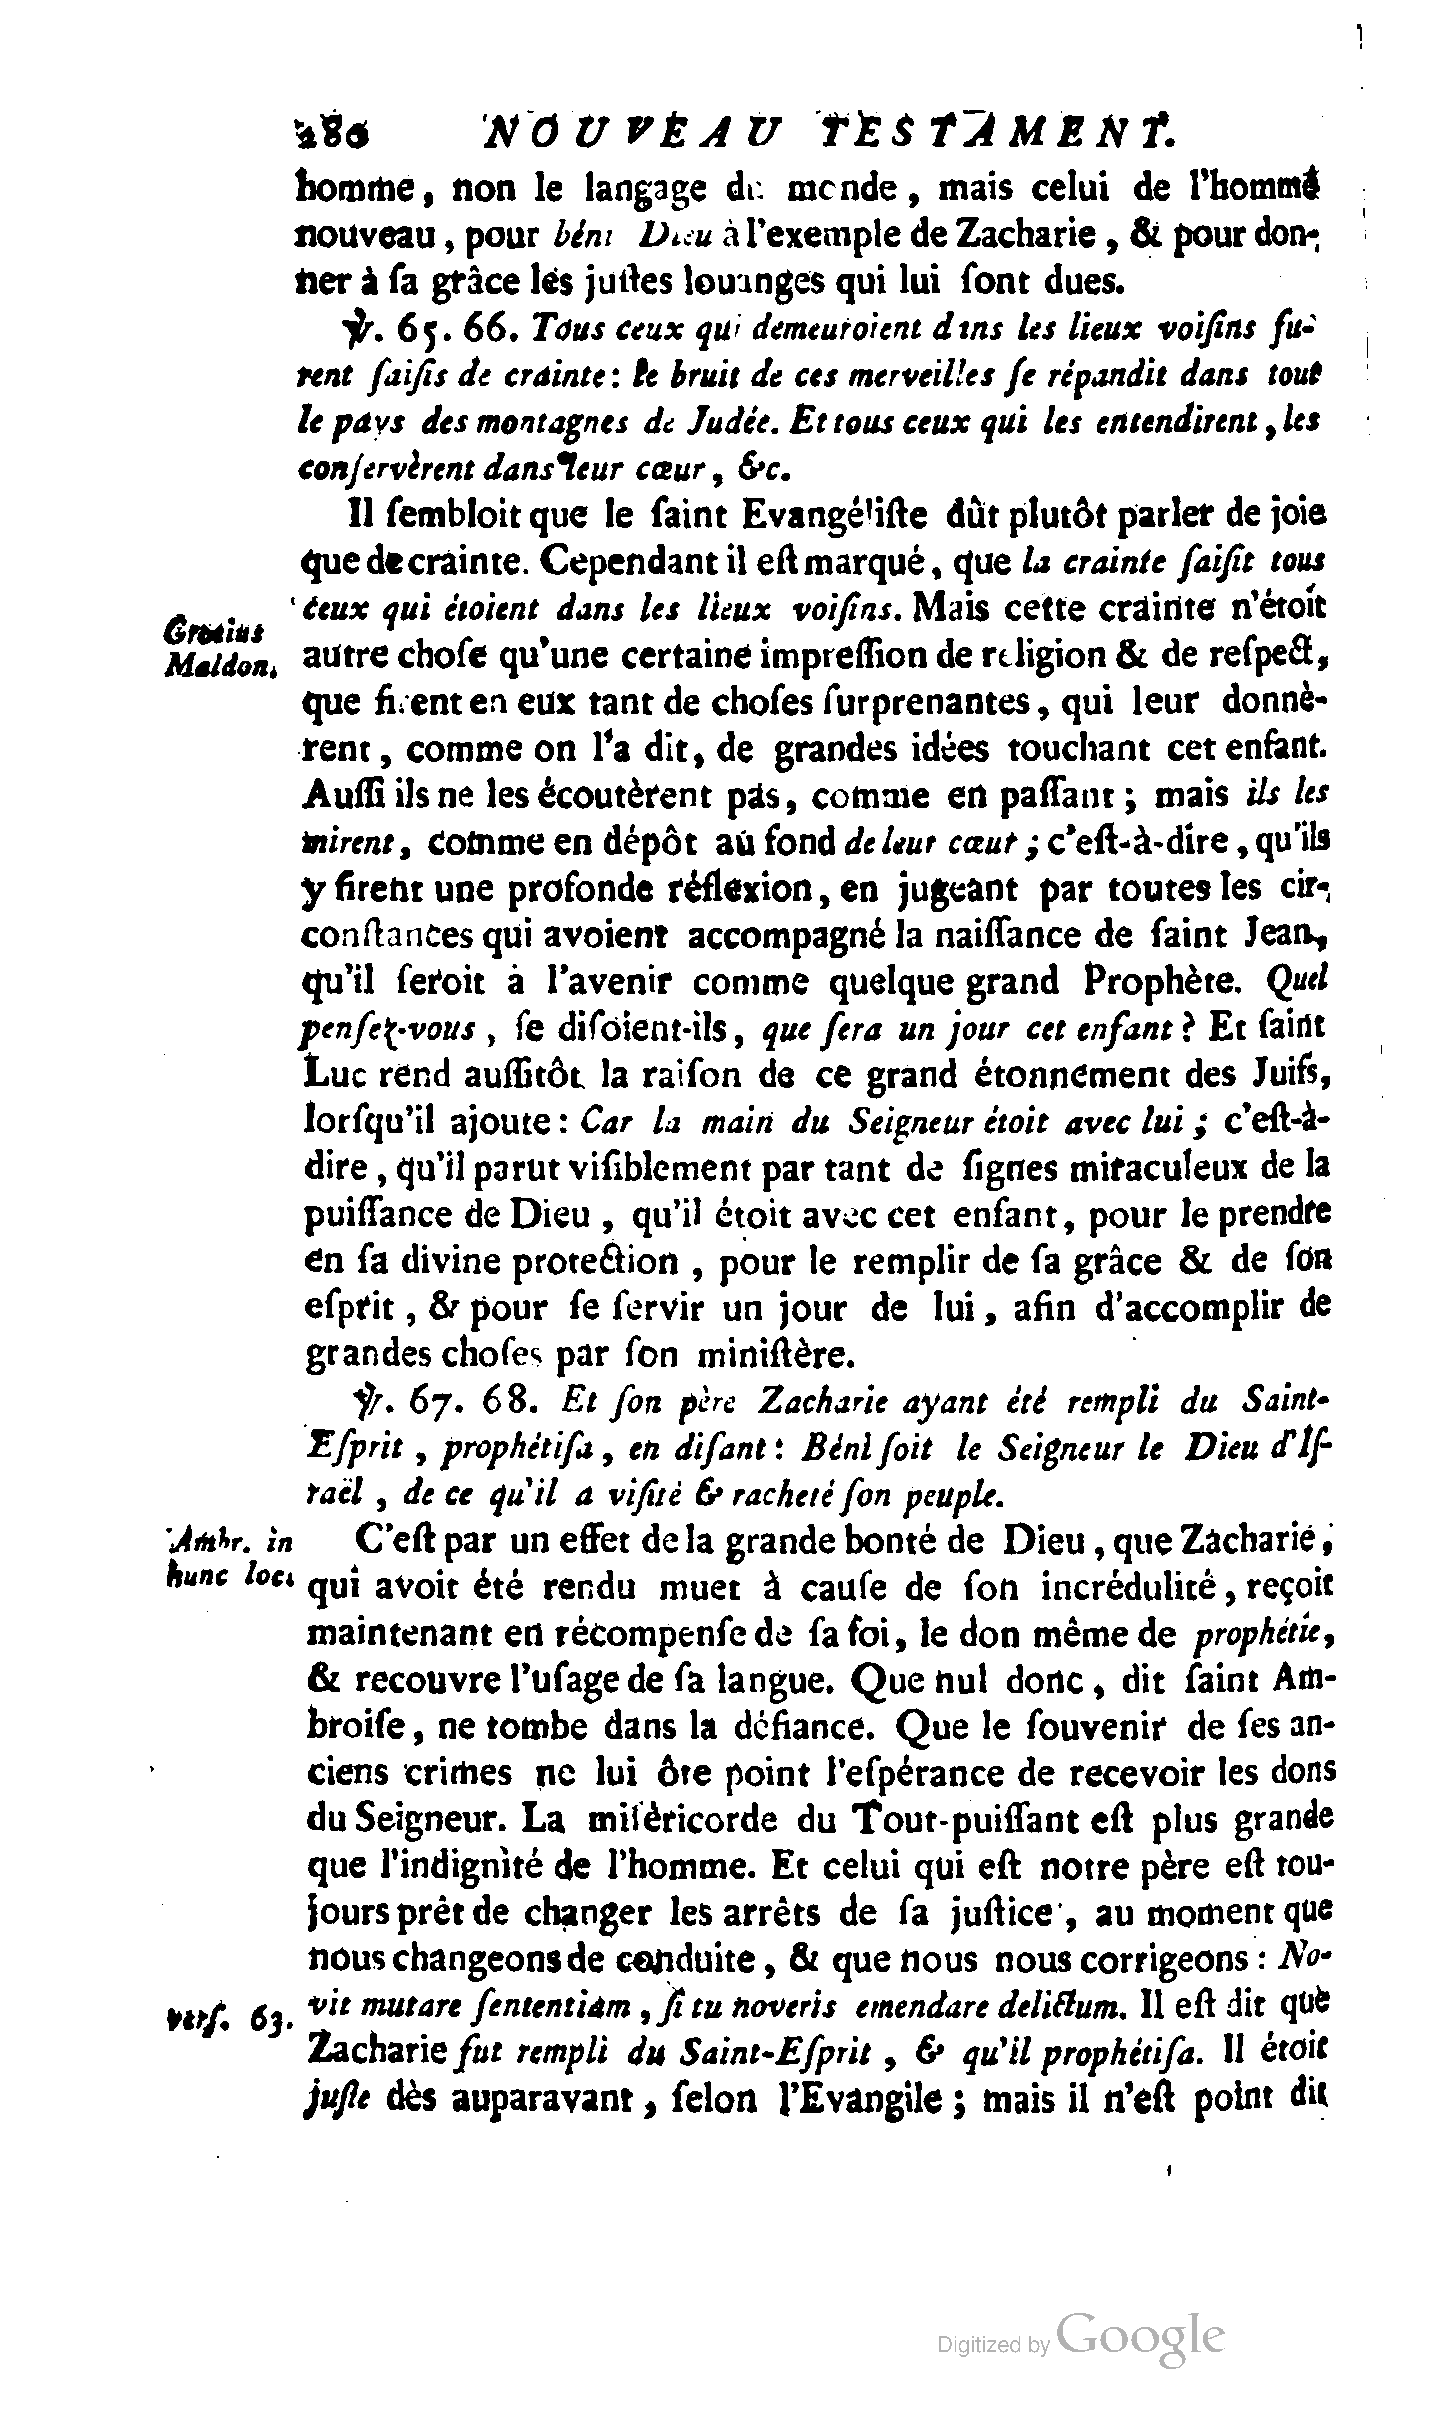 280 NOUVEAU TESTAMENT.
homme, non le langage du monde, mais celui de l'homme
nouveau, pour béni Dieu à l'exemple de Zacharie, & pour don-
ner à ſa grâce les juſtes louanges qui lui ſont dues.
℣. 65. 66. Tous ceux qui demeuroient dans les lieux voiſins fu-
rent ſaiſis de crainte: le bruit de ces merveilles ſe répandit dans tout
le pays des montagnes de Judée. Et tous ceux qui les entendirent, les
conſervèrent dans leur cœur, &c.
Il ſembloit que le ſaint Evangéliſte dût plutôt parler de joie
que de crainte. Cependant il eſt marqué, que la crainte ſaiſit tous
ceux qui étoient dans les lieux voiſins. Mais cette crainte n'étoit
Grotius
Maldon.
autre choſe qu'une certaine impreſſion de religion & de reſpect,
que firent en eux tant de choſes ſurprenantes, qui leur donnè-
rent, comme on l'a dit, de grandes idées touchant cet enfant.
Auſſi ils ne les écoutèrent pas, comme en paſſant; mais ils les
mirent, comme en dépôt au fond de leur cœur; c'eſt-à-dire, qu'ils
y firent une profonde réflexion, en jugeant par toutes les cir-
conſtances qui avoient accompagné la naiſſance de ſaint Jean,
qu'il ſeroit à l'avenir comme quelque grand Prophète. Quel
penſez-vous, ſe diſoient-ils, que ſera un jour cet enfant? Et ſaint
Luc rend auſſitôt la raiſon de ce grand étonnement des Juifs,
lorſqu'il ajoute: Car la main du Seigneur étoit avec lui; c'eſt-à-
dire, qu'il parut viſiblement par tant de ſignes miraculeux de la
puiſſance de Dieu, qu'il étoit avec cet enfant, pour le prendre
en ſa divine protection, pour le remplir de ſa grâce & de ſon
eſprit, & pour ſe ſervir un jour de lui, afin d'accomplir de
grandes choſes par ſon miniſtère.
℣. 67. 68. Et ſon père Zacharie ayant été rempli du Saint-
Eſprit, prophétiſa, en diſant: Béni ſoit le Seigneur le Dieu d'Iſ-
raël, de ce qu'il a viſité & racheté ſon peuple.
Ambr. in
hunc loc.
C'eſt par un effet de la grande bonté de Dieu, que Zacharie,
qui avoit été rendu muet à cauſe de ſon incrédulité, reçoit
maintenant en récompenſe de ſa foi, le don même de prophétie,
& recouvre l'uſage de ſa langue. Que nul donc, dit ſaint Am-
broiſe, ne tombe dans la défiance. Que le ſouvenir de ſes an-
ciens crimes ne lui ôte point l'eſpérance de recevoir les dons
du Seigneur. La miſéricorde du Tout-puiſſant eſt plus grande
que l'indignité de l'homme. Et celui qui eſt notre père eſt tou-
jours prêt de changer les arrêts de ſa juſtice, au moment que
nous changeons de conduite, & que nous nous corrigeons: No-
vit mutare ſententiam, ſi tu noveris emendare delictum. Il eſt dit que
verſ. 63.
Zacharie fut rempli du Saint-Eſprit, & qu'il prophétiſa. Il étoit
juſte dès auparavant, ſelon l'Evangile; mais il n'eſt point dit
Digitized by Google